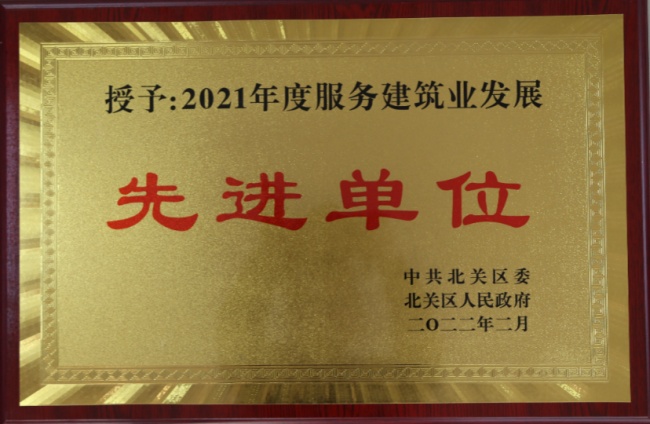 授予:2021年度服务建筑业发展
先进单位
中共北关区委
北关区人民政府
二〇二二年二月